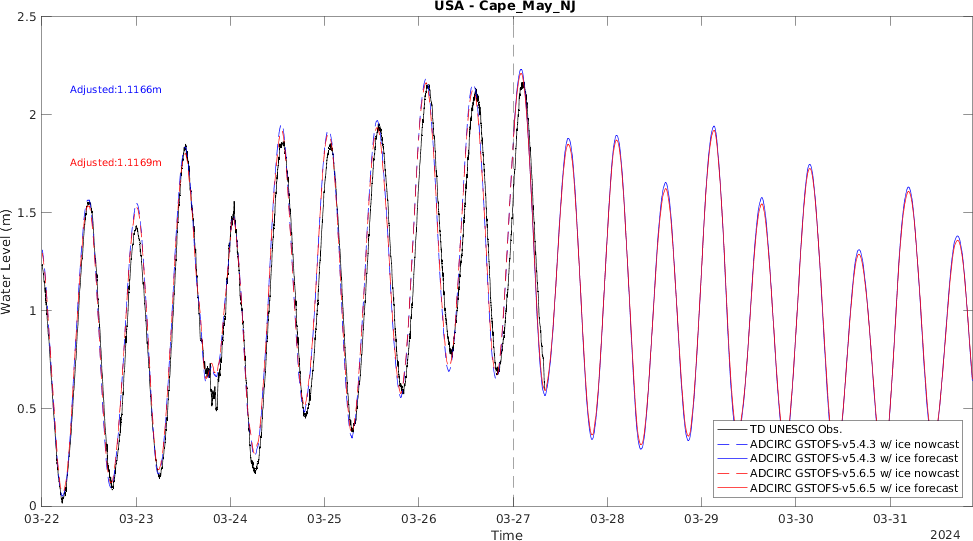 USA - Cape_May_NJ
2.5
2
1.5
1
0.5
0
Water Level (m)
Adjusted:1.1166m
Adjusted:1.1169m
TD UNESCO Obs.
ADCIRC GSTOFS-v5.4.3 w/ ice nowcast
ADCIRC GSTOFS-v5.4.3 w/ ice forecast
ADCIRC GSTOFS-v5.6.5 w/ ice nowcast
ADCIRC GSTOFS-v5.6.5 w/ ice forecast
03-22 03-23 03-24 03-25 03-26 03-27 03-28 03-29 03-30 03-31
Time
2024